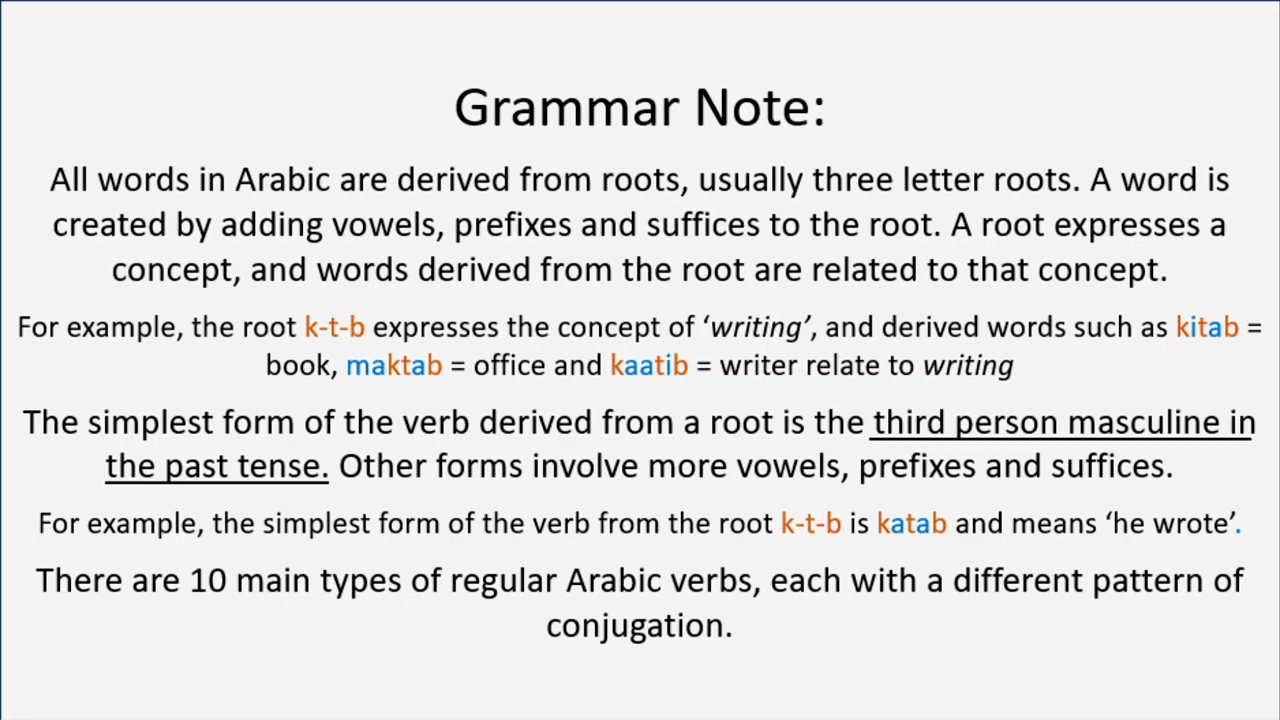 Grammar Note:
All words in Arabic are derived from roots, usually three letter roots. A word is
created by adding vowels, prefixes and suffices to the root. A root expresses a
concept, and words derived from the root are related to that concept.
For example, the root k-t-b expresses the concept of ‘writing’, and derived words such as kitab =
book, maktab = office and kaatib = writer relate to writing
The simplest form of the verb derived from a root is the third person masculine in
the past tense. Other forms involve more vowels, prefixes and suffices.
For example, the simplest form of the verb from the root k-t-b is katab and means ‘he wrote’.
There are 10 main types of regular Arabic verbs, each with a different pattern of
conjugation.